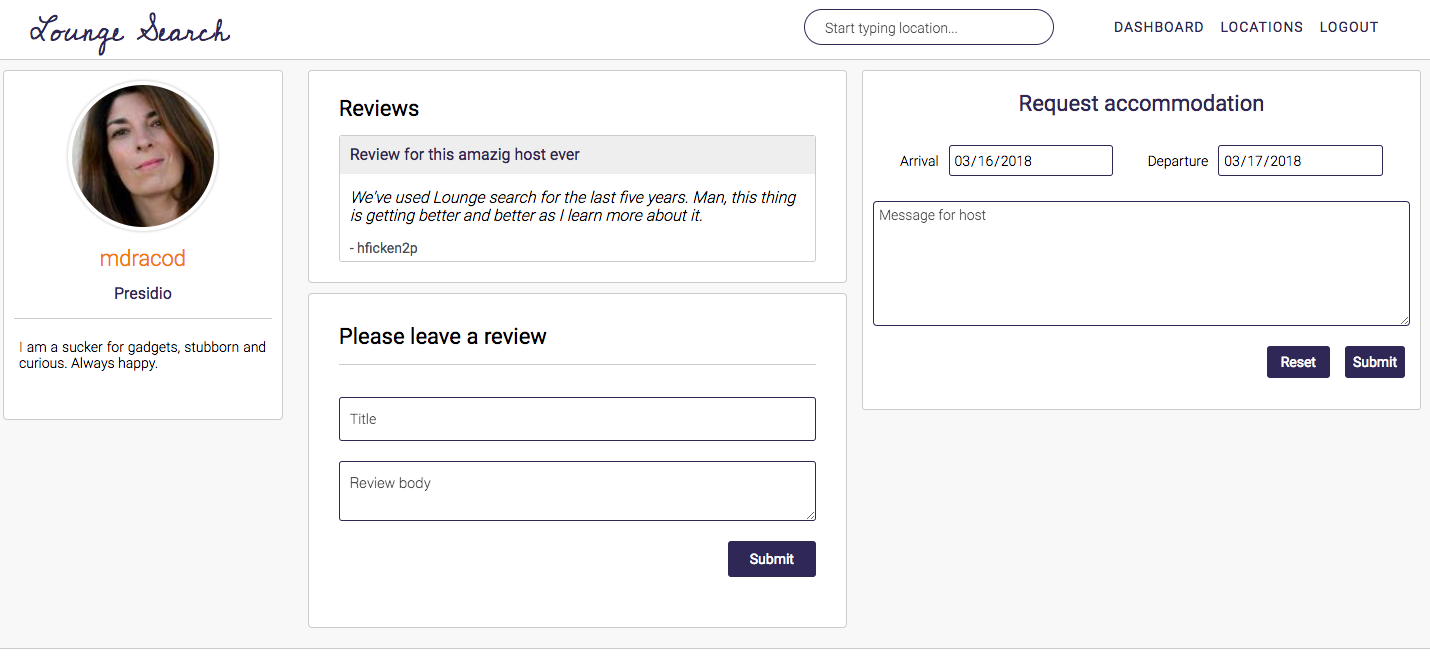 Lounge Search
Start typing location...
DASHBOARD
LOCATIONS
LOGOUT
mdracod
Presidio
I am a sucker for gadgets, stubborn and
curious. Always happy.
Reviews
Review for this amazig host ever
We've used Lounge search for the last five years. Man, this thing
is getting better and better as I learn more about it.
- hficken2p
Please leave a review
Title
Review body
Submit
Request accommodation
Arrival 03/16/2018 Departure 03/17/2018
Message for host
Reset Submit